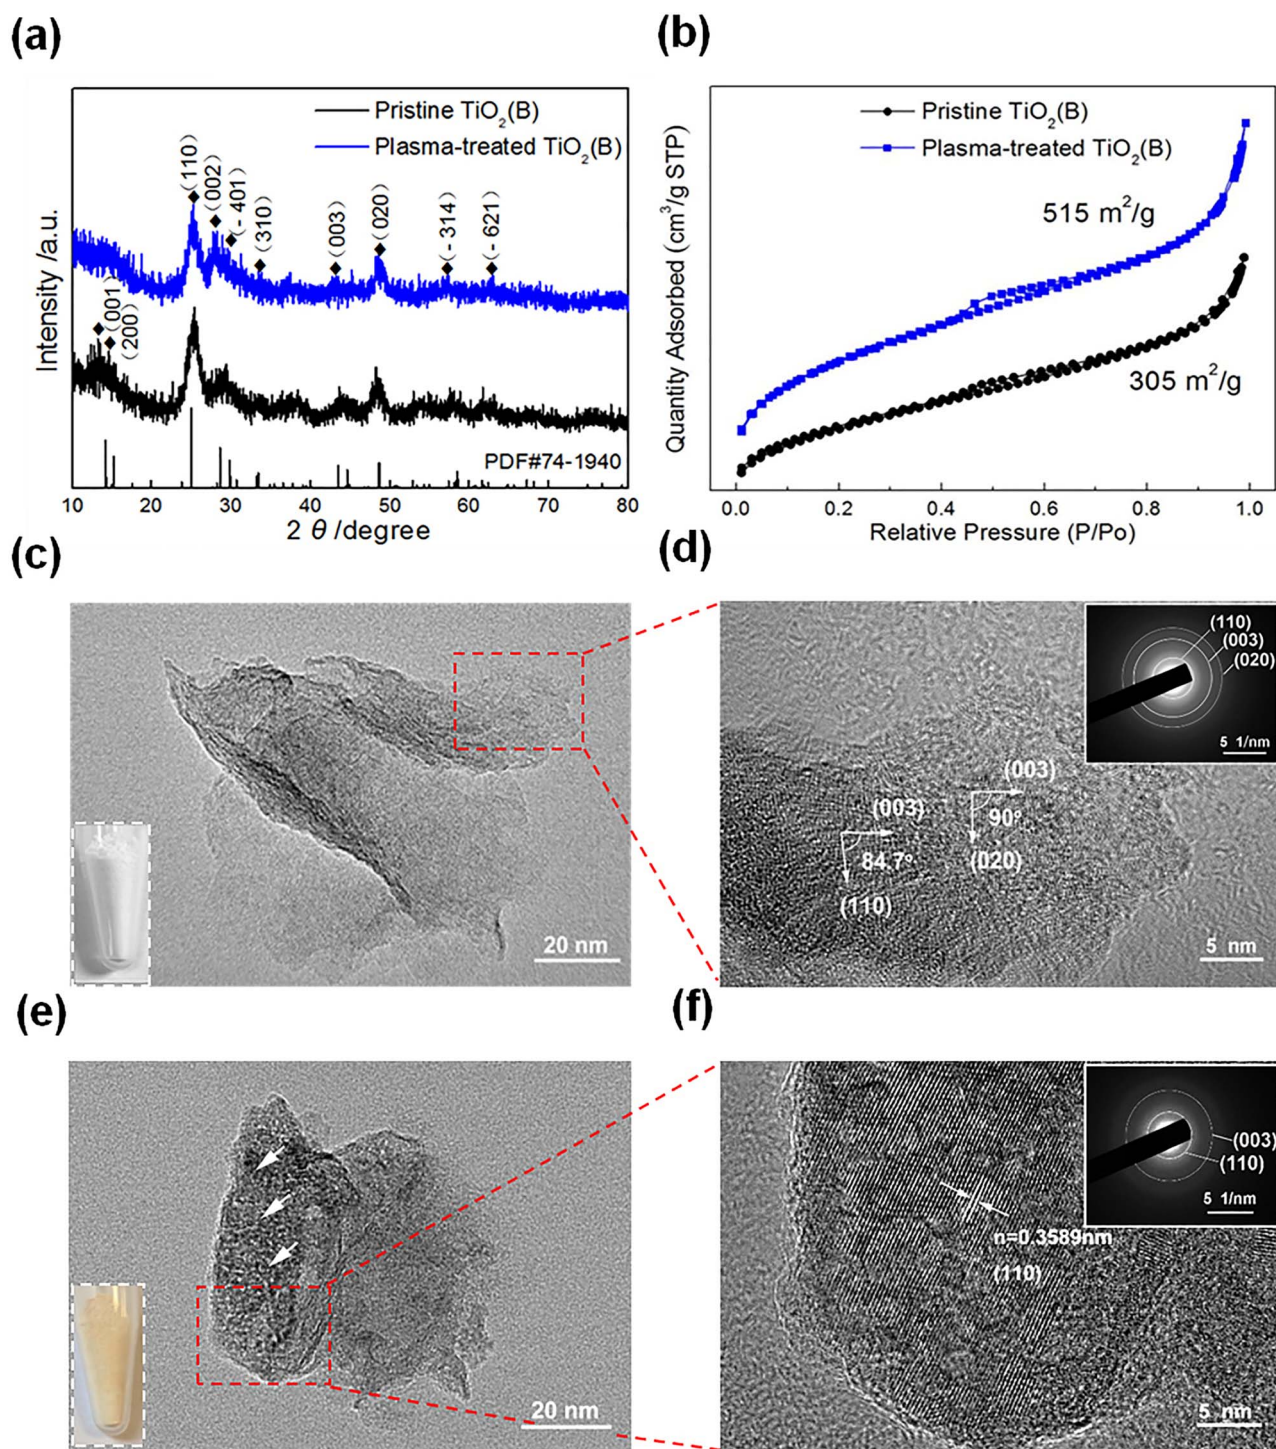 (a)
Pristine TiO2(B)
Plasma-treated TiO2(B)
(110)
(002)
(- 401)
(310)
(003)
(020)
(- 314)
(- 621)
(001)
(200)
PDF#74-1940
Intensity /a.u.
10 20 30 40 50 60 70 80
2 θ /degree
(b)
Pristine TiO2(B)
Plasma-treated TiO2(B)
515 m2/g
305 m2/g
Quantity Adsorbed (cm3/g STP)
0.0 0.2 0.4 0.6 0.8 1.0
Relative Pressure (P/Po)
(c)
20 nm
(d)
(110)
(003)
(020)
5 1/nm
(003)
(003)
90o
84.7o
(020)
(110)
5 nm
(e)
20 nm
(f)
(003)
(110)
5 1/nm
n=0.3589nm
(110)
5 nm